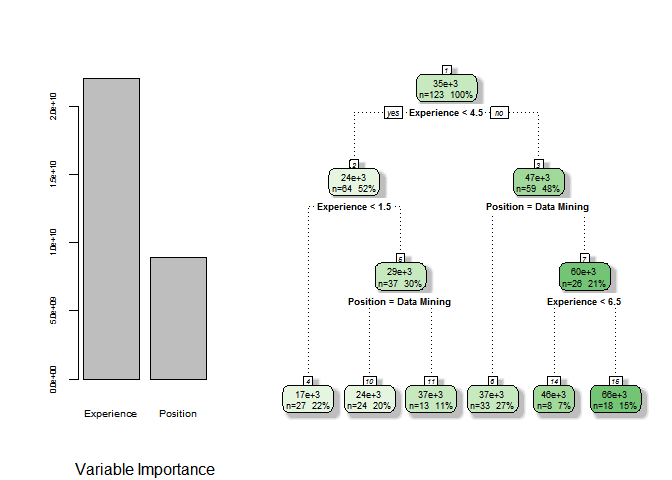 2.0e+10
1.5e+10
1.0e+10
5.0e+09
0.0e+00
Experience Position
Variable Importance
1
35e+3
n=123 100%
yes Experience < 4.5 no
2
24e+3
n=64 52%
3
47e+3
n=59 48%
Experience < 1.5
Position = Data Mining
5
29e+3
n=37 30%
7
60e+3
n=26 21%
Position = Data Mining
Experience < 6.5
4
17e+3
n=27 22%
10
24e+3
n=24 20%
11
37e+3
n=13 11%
6
37e+3
n=33 27%
14
46e+3
n=8 7%
15
66e+3
n=18 15%